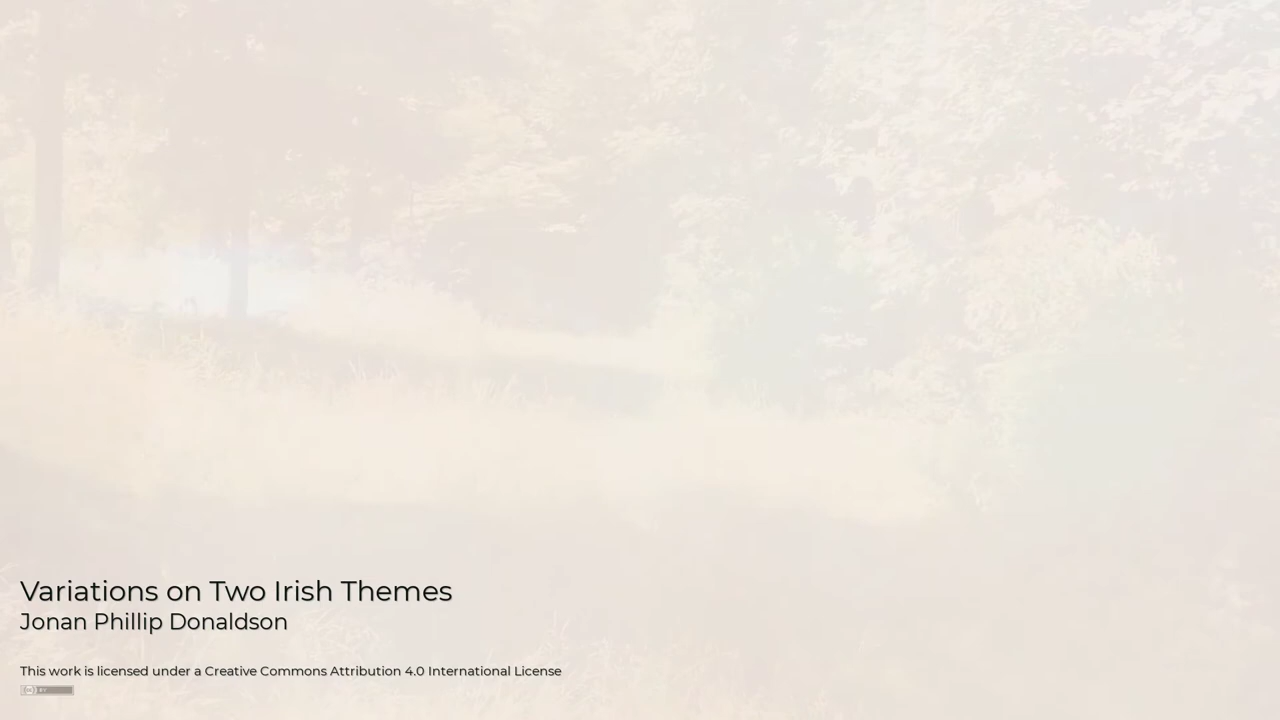 Variations on Two Irish Themes
Jonan Phillip Donaldson
This work is licensed under a Creative Commons Attribution 4.0 International License
BY